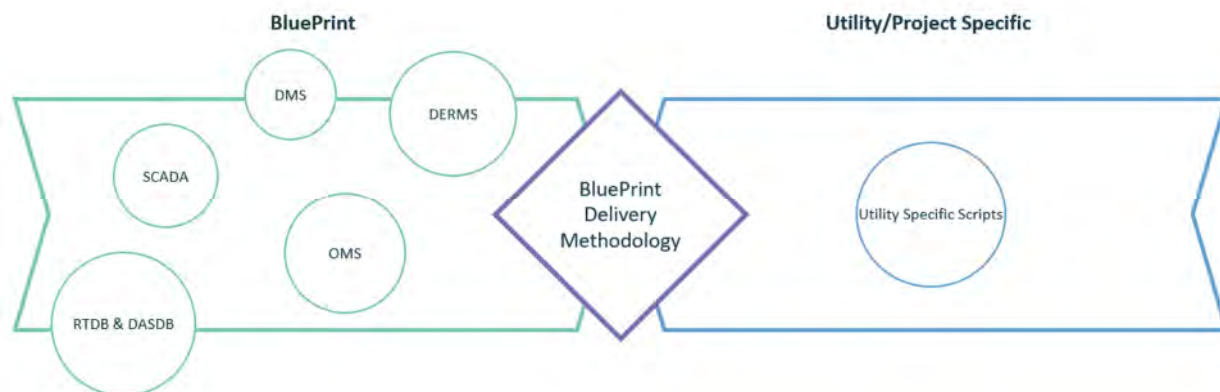 BluePrint
Utility/Project Specific
DMS
DERMS
SCADA
OMS
RTDB & DASDB
BluePrint
Delivery
Methodology
Utility Specific Scripts